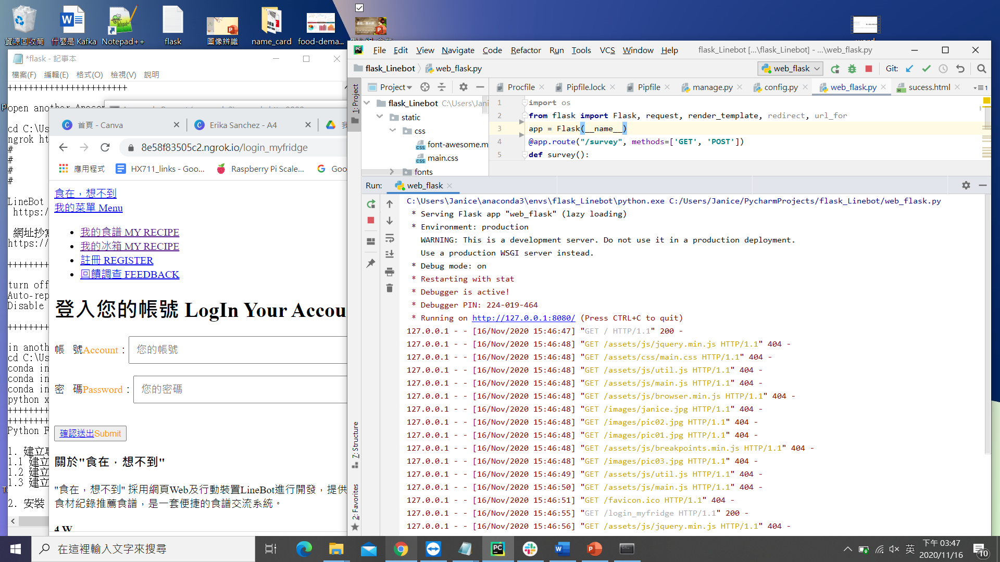 資源回收筒
什麼是 Kafka
Notepad++
flask
圖像辨識
name_card
food-dema...
*flask - 記事本
檔案(F) 編輯(E) 格式(O) 檢視(V) 說明
+++++++++++++++++++++++
open another Anacon
cd C:\Us
ngrok ht
#
#
#
#
LineBot
https:/
網址抄寫
https://
++++++++
turn off
Auto-rep
Disable
++++++++
in anoth
cd C:\Us
conda in
conda in
conda in
python x
++++++++
++++++++
Python F
1. 建立專
1.1 建立
1.2 建立
1.3 建立
2. 安裝
首頁 - Canva
Erika Sanchez - A4
我
8e58f83505c2.ngrok.io/login_myfridge
應用程式
HX711_links - Goo...
Raspberry Pi Scale...
Goo
食在，想不到
我的菜單 Menu
我的食譜 MY RECIPE
我的冰箱 MY RECIPE
註冊 REGISTER
回饋調查 FEEDBACK
登入您的帳號 LogIn Your Accou
帳 號Account： 您的帳號
密 碼Password： 您的密碼
確認送出Submit
關於"食在，想不到"
"食在，想不到" 採用網頁Web及行動裝置LineBot進行開發，提供
食材紀錄推薦食譜，是一套便捷的食譜交流系統。
4 W
File Edit View Navigate Code Refactor Run Tools VCS Window Help flask_Linebot [...\flask_Linebot] - ...\web_flask.py
flask_Linebot web_flask.py
web_flask
Git:
1: Project
Project
Procfile
Pipfile.lock
Pipfile
manage.py
config.py
web_flask.py
sucess.html
1
flask_Linebot C:\Users\Jani
static
css
font-awesome.m
main.css
fonts
1 import os
2 from flask import Flask, request, render_template, redirect, url_for
3 app = Flask(__name__)
4 @app.route("/survey", methods=['GET', 'POST'])
5 def survey():
Run: web_flask
C:\Users\Janice\anaconda3\envs\flask_Linebot\python.exe C:/Users/Janice/PycharmProjects/flask_Linebot/web_flask.py
* Serving Flask app "web_flask" (lazy loading)
* Environment: production
WARNING: This is a development server. Do not use it in a production deployment.
Use a production WSGI server instead.
* Debug mode: on
* Restarting with stat
* Debugger is active!
* Debugger PIN: 224-019-464
* Running on http://127.0.0.1:8080/ (Press CTRL+C to quit)
127.0.0.1 - - [16/Nov/2020 15:46:47] "GET / HTTP/1.1" 200 -
127.0.0.1 - - [16/Nov/2020 15:46:48] "GET /assets/js/jquery.min.js HTTP/1.1" 404 -
127.0.0.1 - - [16/Nov/2020 15:46:48] "GET /assets/css/main.css HTTP/1.1" 404 -
127.0.0.1 - - [16/Nov/2020 15:46:48] "GET /assets/js/util.js HTTP/1.1" 404 -
127.0.0.1 - - [16/Nov/2020 15:46:48] "GET /assets/js/main.js HTTP/1.1" 404 -
127.0.0.1 - - [16/Nov/2020 15:46:48] "GET /assets/js/browser.min.js HTTP/1.1" 404 -
127.0.0.1 - - [16/Nov/2020 15:46:48] "GET /images/janice.jpg HTTP/1.1" 404 -
127.0.0.1 - - [16/Nov/2020 15:46:48] "GET /images/pic02.jpg HTTP/1.1" 404 -
127.0.0.1 - - [16/Nov/2020 15:46:48] "GET /images/pic01.jpg HTTP/1.1" 404 -
127.0.0.1 - - [16/Nov/2020 15:46:48] "GET /assets/js/breakpoints.min.js HTTP/1.1" 404 -
127.0.0.1 - - [16/Nov/2020 15:46:48] "GET /images/pic03.jpg HTTP/1.1" 404 -
127.0.0.1 - - [16/Nov/2020 15:46:49] "GET /assets/js/util.js HTTP/1.1" 404 -
127.0.0.1 - - [16/Nov/2020 15:46:50] "GET /assets/js/main.js HTTP/1.1" 404 -
127.0.0.1 - - [16/Nov/2020 15:46:51] "GET /favicon.ico HTTP/1.1" 404 -
127.0.0.1 - - [16/Nov/2020 15:46:55] "GET /login_myfridge HTTP/1.1" 200 -
127.0.0.1 - - [16/Nov/2020 15:46:56] "GET /assets/js/jquery.min.js HTTP/1.1" 404 -
Z: Structure
2: Favorites
在這裡輸入文字來搜尋
英
下午 03:47
2020/11/16
10